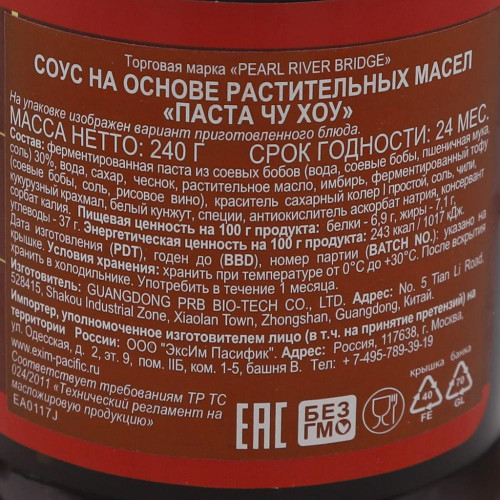 Торговая марка «PEARL RIVER BRIDGE»
СОУС НА ОСНОВЕ РАСТИТЕЛЬНЫХ МАСЕЛ
«ПАСТА ЧУ ХОУ»
На упаковке изображен вариант приготовленного блюда.
МАССА НЕТТО: 240 Г СРОК ГОДНОСТИ: 24 МЕС.
Состав: ферментированная паста из соевых бобов (вода, соевые бобы, пшеничная мука,
соль) 30%, вода, сахар, чеснок, растительное масло, имбирь, ферментированный тофу
(соевые бобы, соль, рисовое вино), краситель сахарный колер I простой, соль, чили,
кукурузный крахмал, белый кунжут, специи, антиокислитель аскорбат натрия, консервант
сорбат калия. Пищевая ценность на 100 г продукта: белки - 6,9 г, жиры - 7,1 г,
углеводы - 37 г. Энергетическая ценность на 100 г продукта: 243 ккал / 1017 кДж.
Дата изготовления (PDT), годен до (BBD), номер партии (BATCH NO.): указано на
крышке. Условия хранения: хранить при температуре от 0°С до +30°С. После вскрытия
хранить в холодильнике. Употребить в течение 1 месяца.
Изготовитель: GUANGDONG PRB BIO-TECH CO., LTD. Адрес: No. 5 Tian Li Road,
528415, Shakou Industrial Zone, Xiaolan Town, Zhongshan, Guangdong, Китай.
Импортер, уполномоченное изготовителем лицо (в т.ч. на принятие претензий) на
территории России: ООО "ЭксИм Пасифик". Адрес: Россия, 117638, г. Москва,
ул. Одесская, д. 2, эт. 9, пом. IIБ, ком. 1-5, башня В. Тел.: +7-495-789-39-19
www.exim-pacific.ru
Соответствует требованиям ТР ТС
024/2011 «Технический регламент на
масложировую продукцию»
EA0117J
EAC
БЕЗ
ГМО
крышка банка
40
FE
70
GL